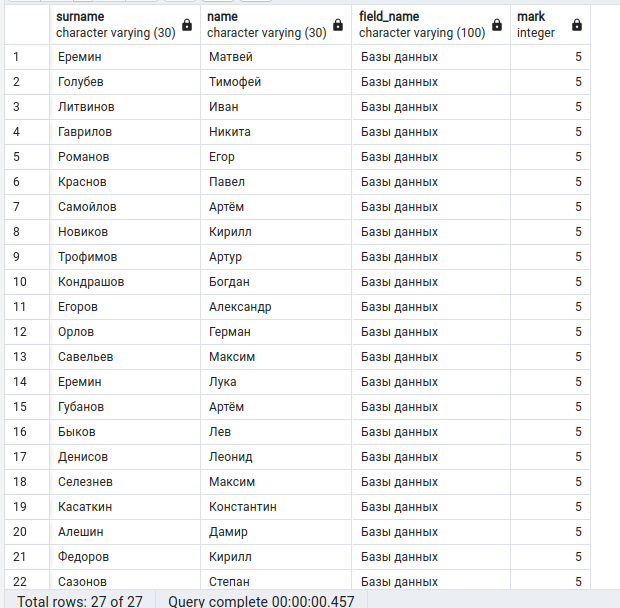 surname name field_name mark
character varying (30) character varying (30) character varying (100) integer
1 Еремин Матвей Базы данных 5
2 Голубев Тимофей Базы данных 5
3 Литвинов Иван Базы данных 5
4 Гаврилов Никита Базы данных 5
5 Романов Егор Базы данных 5
6 Краснов Павел Базы данных 5
7 Самойлов Артём Базы данных 5
8 Новиков Кирилл Базы данных 5
9 Трофимов Артур Базы данных 5
10 Кондрашов Богдан Базы данных 5
11 Егоров Александр Базы данных 5
12 Орлов Герман Базы данных 5
13 Савельев Максим Базы данных 5
14 Еремин Лука Базы данных 5
15 Губанов Артём Базы данных 5
16 Быков Лев Базы данных 5
17 Денисов Леонид Базы данных 5
18 Селезнев Максим Базы данных 5
19 Касаткин Константин Базы данных 5
20 Алешин Дамир Базы данных 5
21 Федоров Кирилл Базы данных 5
22 Сазонов Степан Базы данных 5
Total rows: 27 of 27 Query complete 00:00:00.457